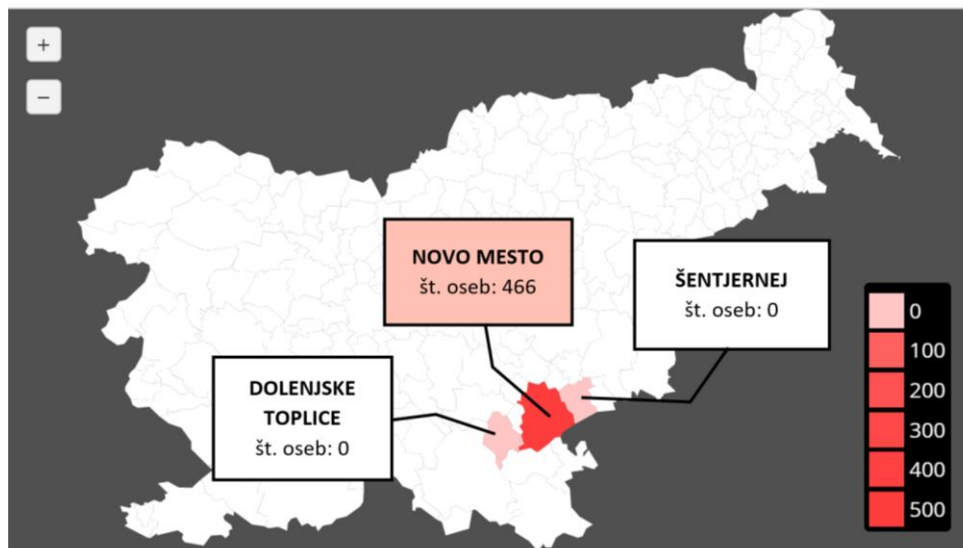 +
−
NOVO MESTO
št. oseb: 466
ŠENTJERNEJ
št. oseb: 0
DOLENJSKE
TOPLICE
št. oseb: 0
0
100
200
300
400
500